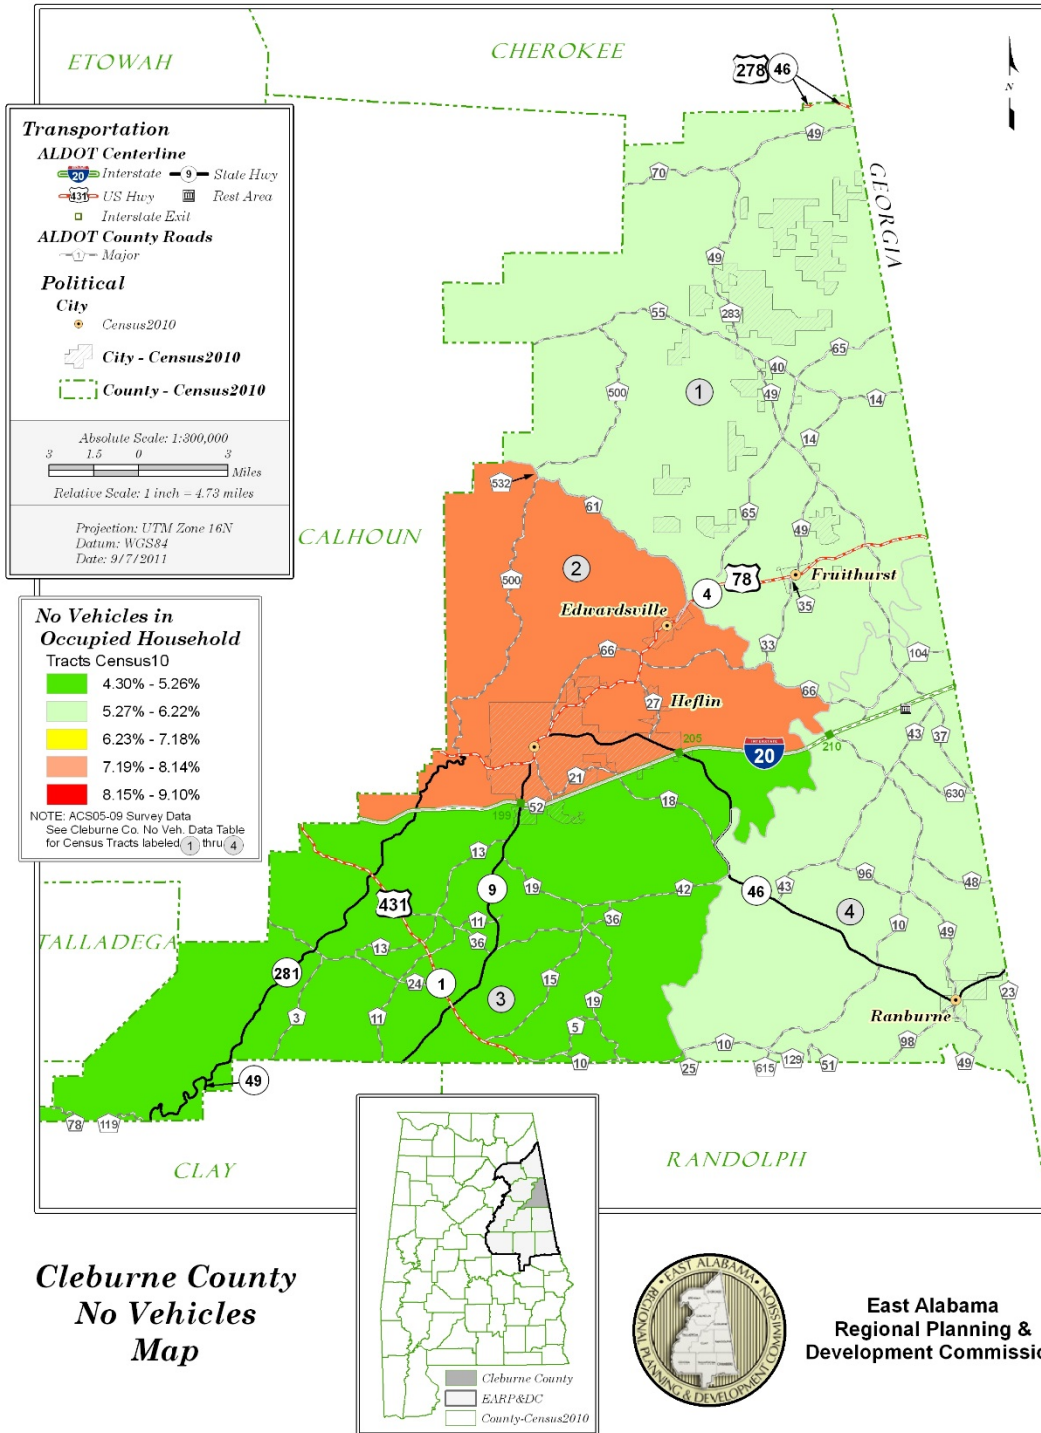 ETOWAH
CHEROKEE
278
46
N
GEORGIA
Transportation
ALDOT Centerline
20
Interstate
9
State Hwy
431
US Hwy
Rest Area
Interstate Exit
ALDOT County Roads
1
Major
Political
City
Census2010
City - Census2010
County - Census2010
Absolute Scale: 1:300,000
3
1.5
0
3
Miles
Relative Scale: 1 inch = 4.73 miles
Projection: UTM Zone 16N
Datum: WGS84
Date: 9/7/2011
No Vehicles in
Occupied Household
Tracts Census10
4.30% - 5.26%
5.27% - 6.22%
6.23% - 7.18%
7.19% - 8.14%
8.15% - 9.10%
NOTE: ACS05-09 Survey Data
See Cleburne Co. No Veh. Data Table
for Census Tracts labeled 1 thru 4
49
70
49
55
283
65
40
500
49
1
14
14
532
61
65
49
CALHOUN
2
500
78
4
Fruithurst
35
Edwardsville
66
33
104
66
27
Heflin
205
INTERSTATE
20
210
43
37
21
18
52
199
630
13
9
19
42
46
43
96
48
431
11
36
36
4
10
49
TALLADEGA
13
281
24
1
15
3
19
23
3
11
5
Ranburne
10
10
98
25
615
129
51
49
49
78
119
CLAY
RANDOLPH
Cleburne County
No Vehicles
Map
Cleburne County
EARP&DC
County-Census2010
EAST ALABAMA
REGIONAL PLANNING & DEVELOPMENT COMMISSION
East Alabama
Regional Planning &
Development Commissio